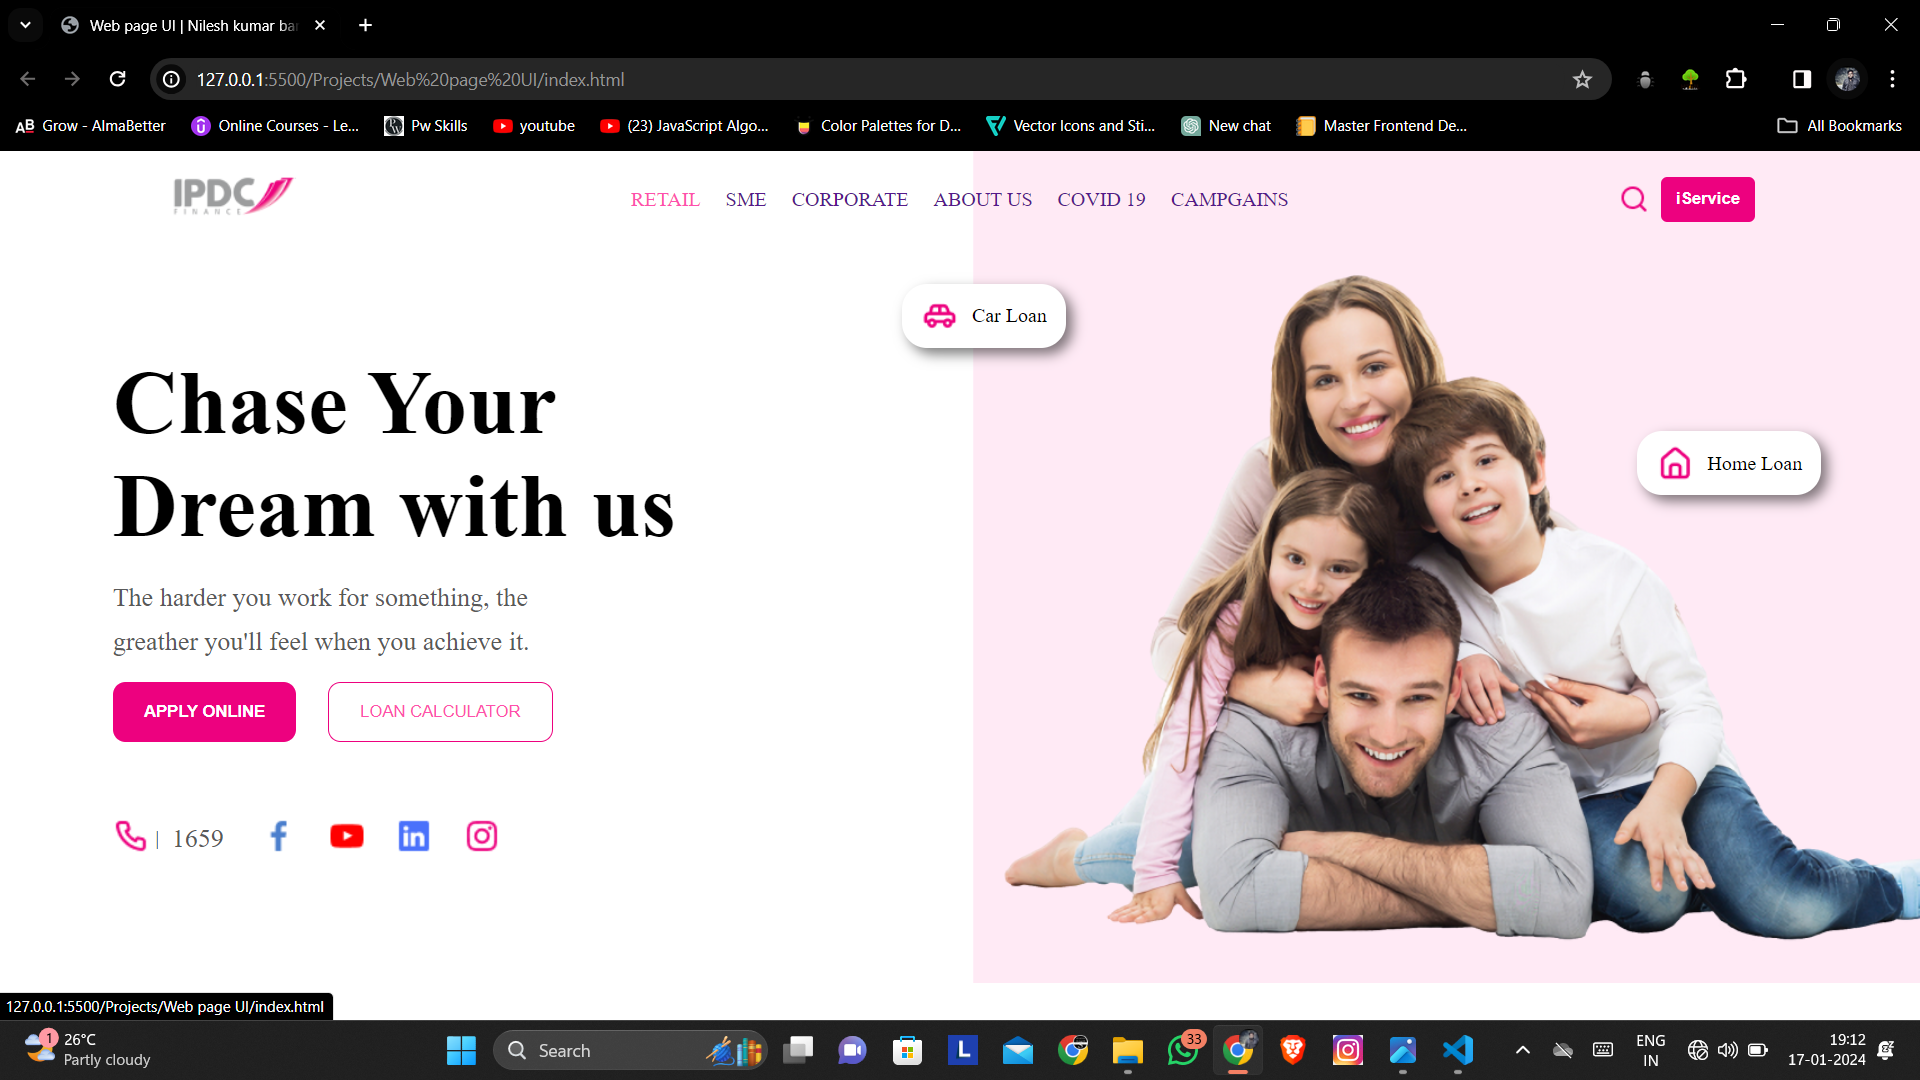 Web page UI | Nilesh kumar bar
127.0.0.1:5500/Projects/Web%20page%20UI/index.html
AB Grow - AlmaBetter Online Courses - Le... Pw Skills youtube (23) JavaScript Algo... Color Palettes for D... Vector Icons and Sti... New chat Master Frontend De... All Bookmarks
IPDC
FINANCE
RETAIL SME CORPORATE ABOUT US COVID 19 CAMPGAINS
iService
Car Loan
Chase Your
Dream with us
Home Loan
The harder you work for something, the
greather you'll feel when you achieve it.
APPLY ONLINE LOAN CALCULATOR
| 1659
127.0.0.1:5500/Projects/Web page UI/index.html
1
26°C
Partly cloudy
Search
L
33
ENG
IN
19:12
17-01-2024